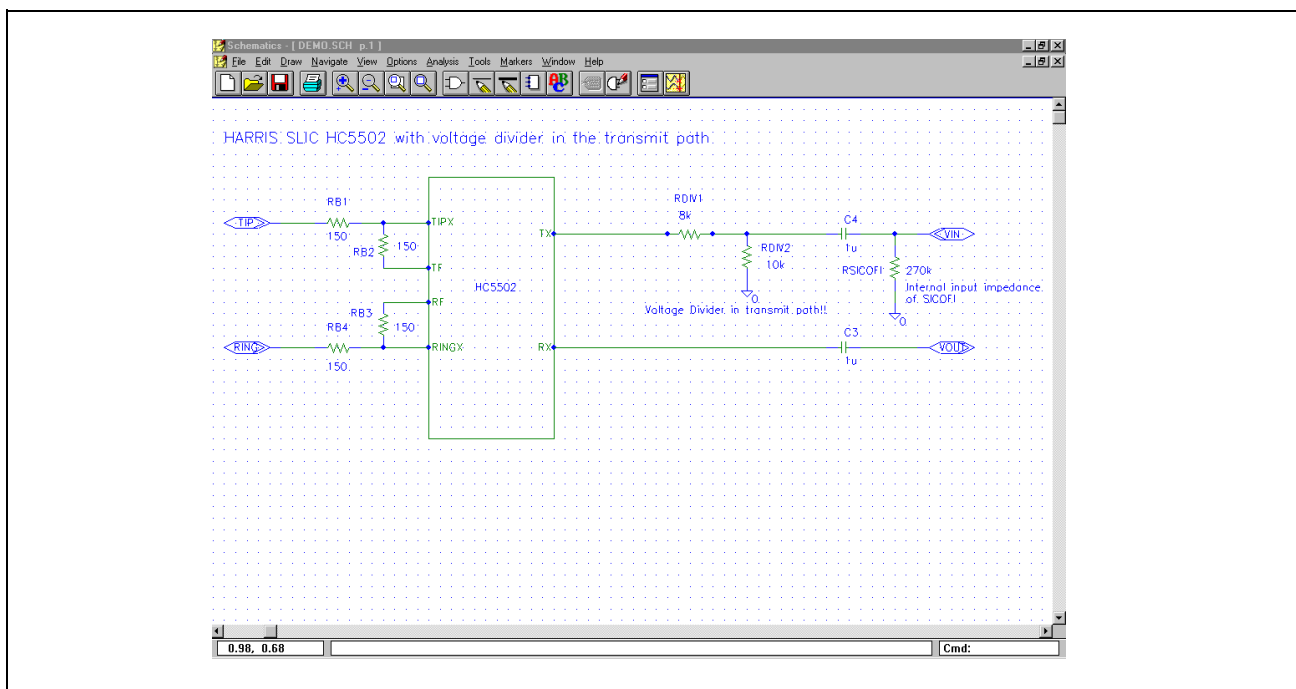 Schematics - [ DEMO.SCH p.1 ]
File Edit Draw Navigate View Options Analysis Tools Markers Window Help
HARRIS SLIC HC5502 with voltage divider in the transmit path
RB1
TIP
150
TIPX
RB2
150
TF
HC5502
RF
RB3
150
RB4
RING
150
RINGX
TX
RX
RDIV1
8k
RDIV2
10k
0
Voltage Divider in transmit path!!
C4
1u
VIN
RSICOFI
270k
Internal input impedance
of SICOFI
0
C3
1u
VOUT
0.98, 0.68
Cmd: